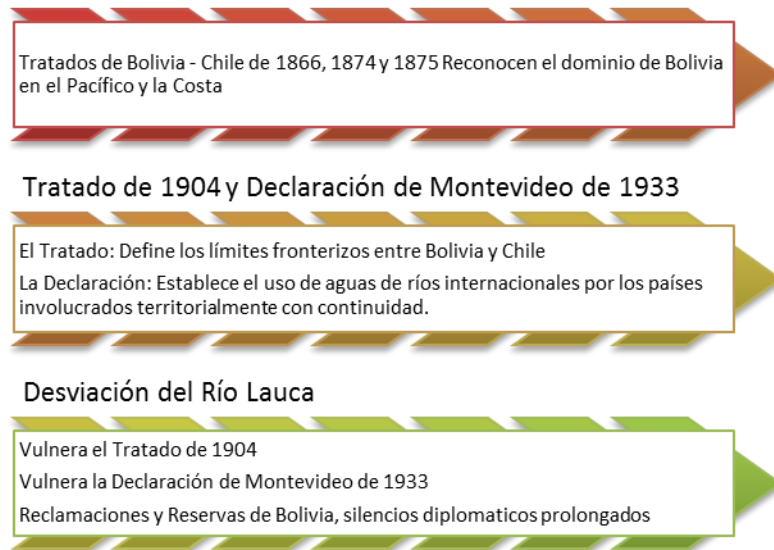 Tratados de Bolivia - Chile de 1866, 1874 y 1875 Reconocen el dominio de Bolivia
en el Pacífico y la Costa
Tratado de 1904 y Declaración de Montevideo de 1933
El Tratado: Define los límites fronterizos entre Bolivia y Chile
La Declaración: Establece el uso de aguas de ríos internacionales por los países
involucrados territorialmente con continuidad.
Desviación del Río Lauca
Vulnera el Tratado de 1904
Vulnera la Declaración de Montevideo de 1933
Reclamaciones y Reservas de Bolivia, silencios diplomaticos prolongados